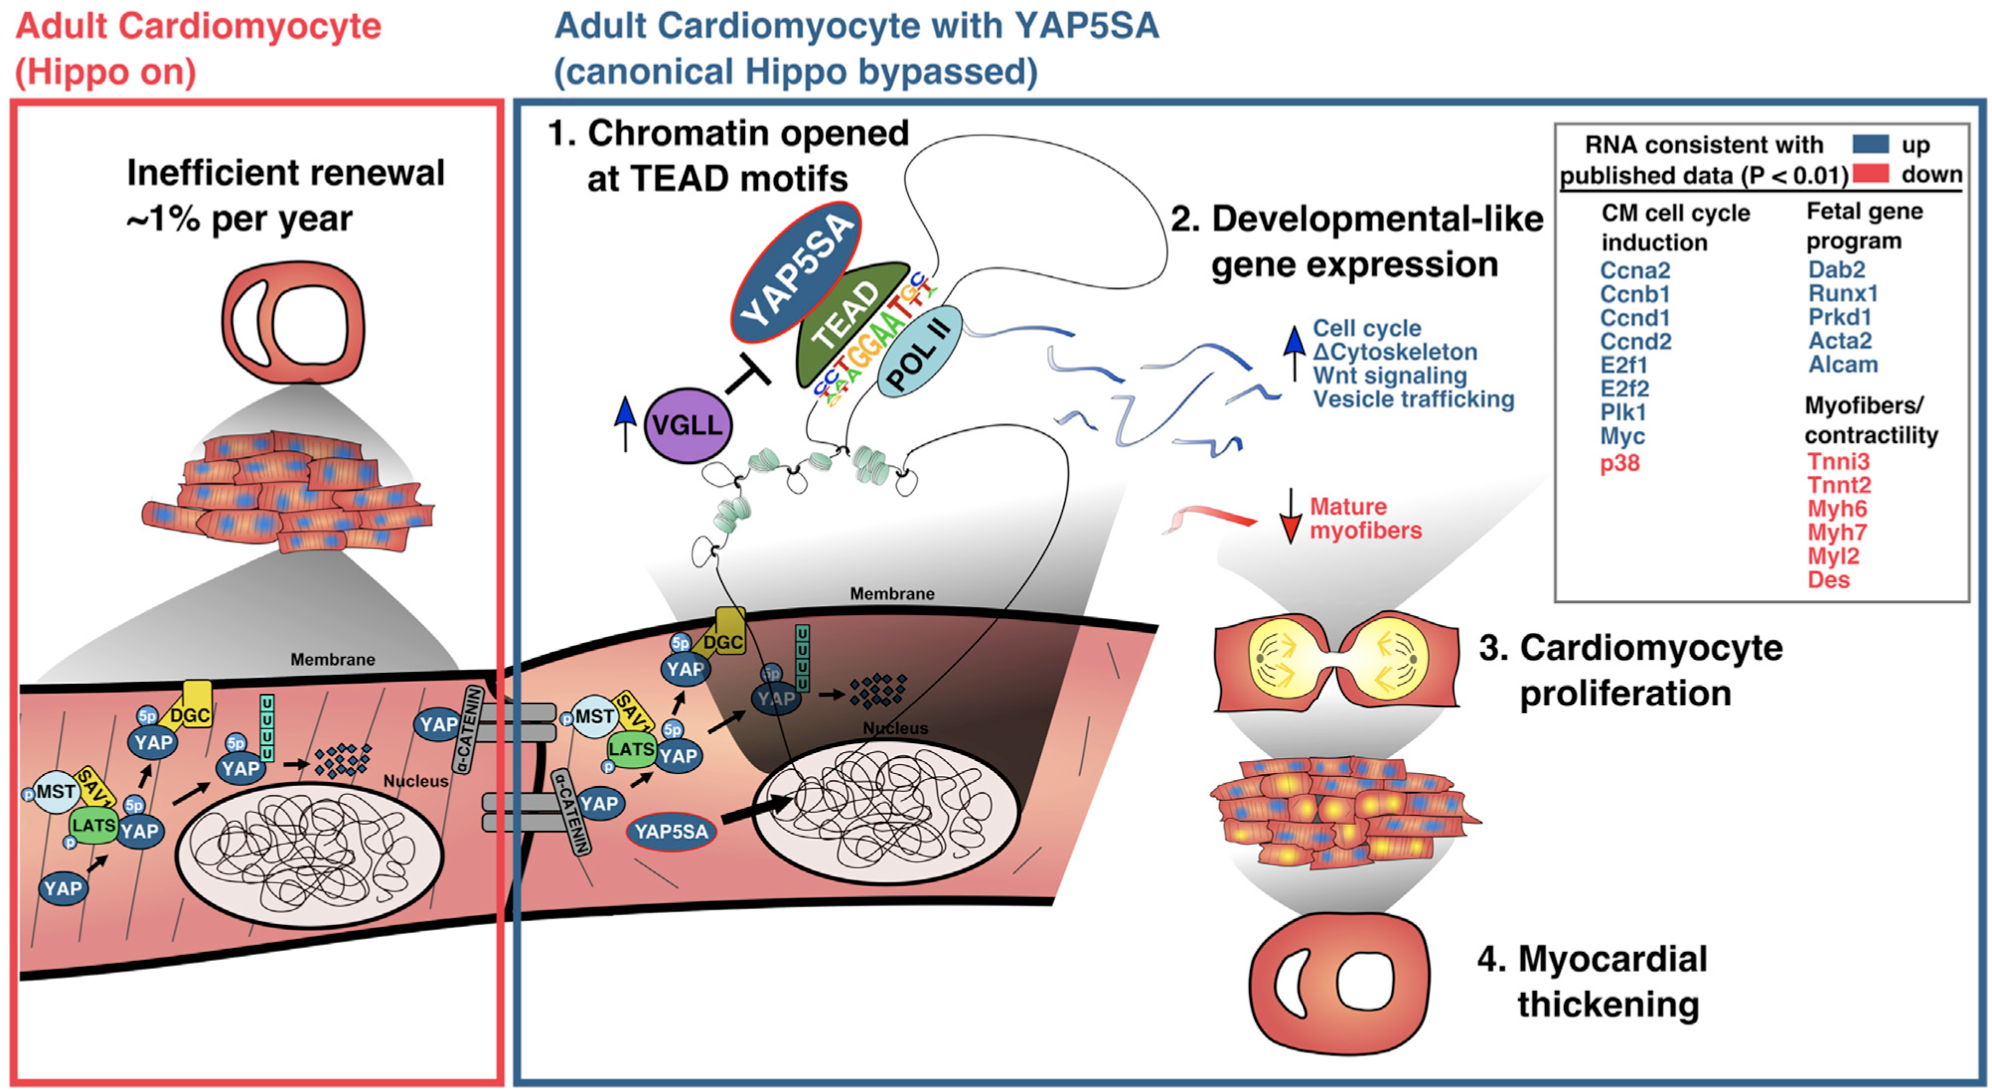 Adult Cardiomyocyte
(Hippo on)
Inefficient renewal
~1% per year
Membrane
DGC
5p
YAP
U
U
U
U
U
5p
YAP
MST
p
SAV1
LATS
p
5p
YAP
YAP
Nucleus
YAP
α-CATENIN
Adult Cardiomyocyte with YAP5SA
(canonical Hippo bypassed)
1. Chromatin opened
at TEAD motifs
YAP5SA
TEAD
POL II
VGLL
2. Developmental-like
gene expression
Cell cycle
ΔCytoskeleton
Wnt signaling
Vesicle trafficking
Mature
myofibers
Membrane
DGC
5p
YAP
U
U
U
U
5p
YAP
p
MST
SAV1
LATS
p
5p
YAP
α-CATENIN
YAP
YAP5SA
Nucleus
3. Cardiomyocyte
proliferation
4. Myocardial
thickening
RNA consistent with
published data (P < 0.01)
up
down
CM cell cycle
induction
Ccna2
Ccnb1
Ccnd1
Ccnd2
E2f1
E2f2
Plk1
Myc
p38
Fetal gene
program
Dab2
Runx1
Prkd1
Acta2
Alcam
Myofibers/
contractility
Tnni3
Tnnt2
Myh6
Myh7
Myl2
Des